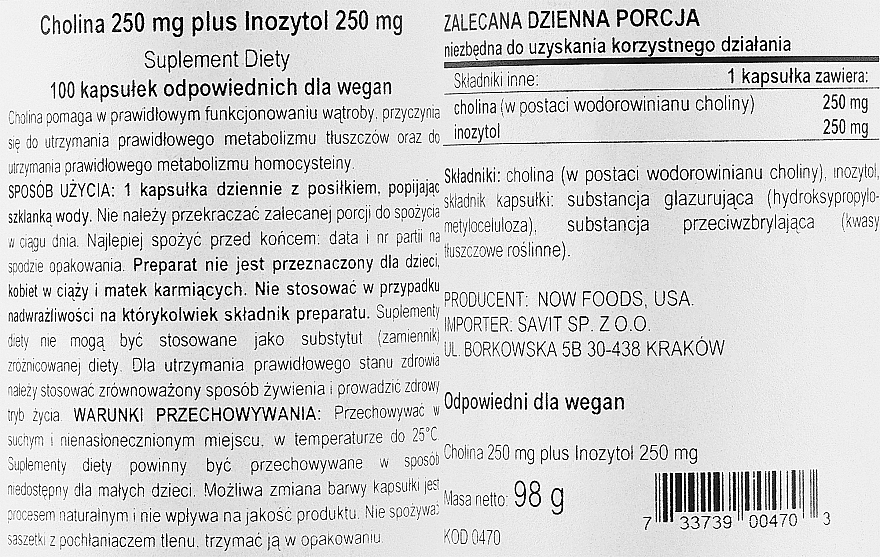 Cholina 250 mg plus Inozytol 250 mg
Suplement Diety
100 kapsułek odpowiednich dla wegan
Cholina pomaga w prawidłowym funkcjonowaniu wątroby, przyczynia
się do utrzymania prawidłowego metabolizmu tłuszczów oraz do
utrzymania prawidłowego metabolizmu homocysteiny.
SPOSÓB UŻYCIA: 1 kapsułka dziennie z posiłkiem, popijając
szklanką wody. Nie należy przekraczać zalecanej porcji do spożycia
w ciągu dnia. Najlepiej spożyć przed końcem: data i nr partii na
spodzie opakowania. Preparat nie jest przeznaczony dla dzieci,
kobiet w ciąży i matek karmiących. Nie stosować w przypadku
nadwrażliwości na którykolwiek składnik preparatu. Suplementy
diety nie mogą być stosowane jako substytut (zamiennik)
zróżnicowanej diety. Dla utrzymania prawidłowego stanu zdrowia
należy stosować zrównoważony sposób żywienia i prowadzić zdrowy
tryb życia. WARUNKI PRZECHOWYWANIA: Przechowywać w
suchym i nienasłonecznionym miejscu, w temperaturze do 25°C.
Suplementy diety powinny być przechowywane w sposób
niedostępny dla małych dzieci. Możliwa zmiana barwy kapsułki jest
procesem naturalnym i nie wpływa na jakość produktu. Nie spożywać
saszetki z pochłaniaczem tlenu, trzymać ją w opakowaniu.
ZALECANA DZIENNA PORCJA
niezbędna do uzyskania korzystnego działania
Składniki inne: 1 kapsułka zawiera:
cholina (w postaci wodorowinianu choliny) 250 mg
inozytol 250 mg
Składniki: cholina (w postaci wodorowinianu choliny), inozytol,
składnik kapsułki: substancja glazurująca (hydroksypropylo-
metyloceluloza), substancja przeciwzbrylająca (kwasy
tłuszczowe roślinne).
PRODUCENT: NOW FOODS, USA.
IMPORTER: SAVIT SP. Z O.O.
UL. BORKOWSKA 5B 30-438 KRAKÓW
Odpowiedni dla wegan
Cholina 250 mg plus Inozytol 250 mg
Masa netto: 98 g
KOD 0470
7 33739 00470 3